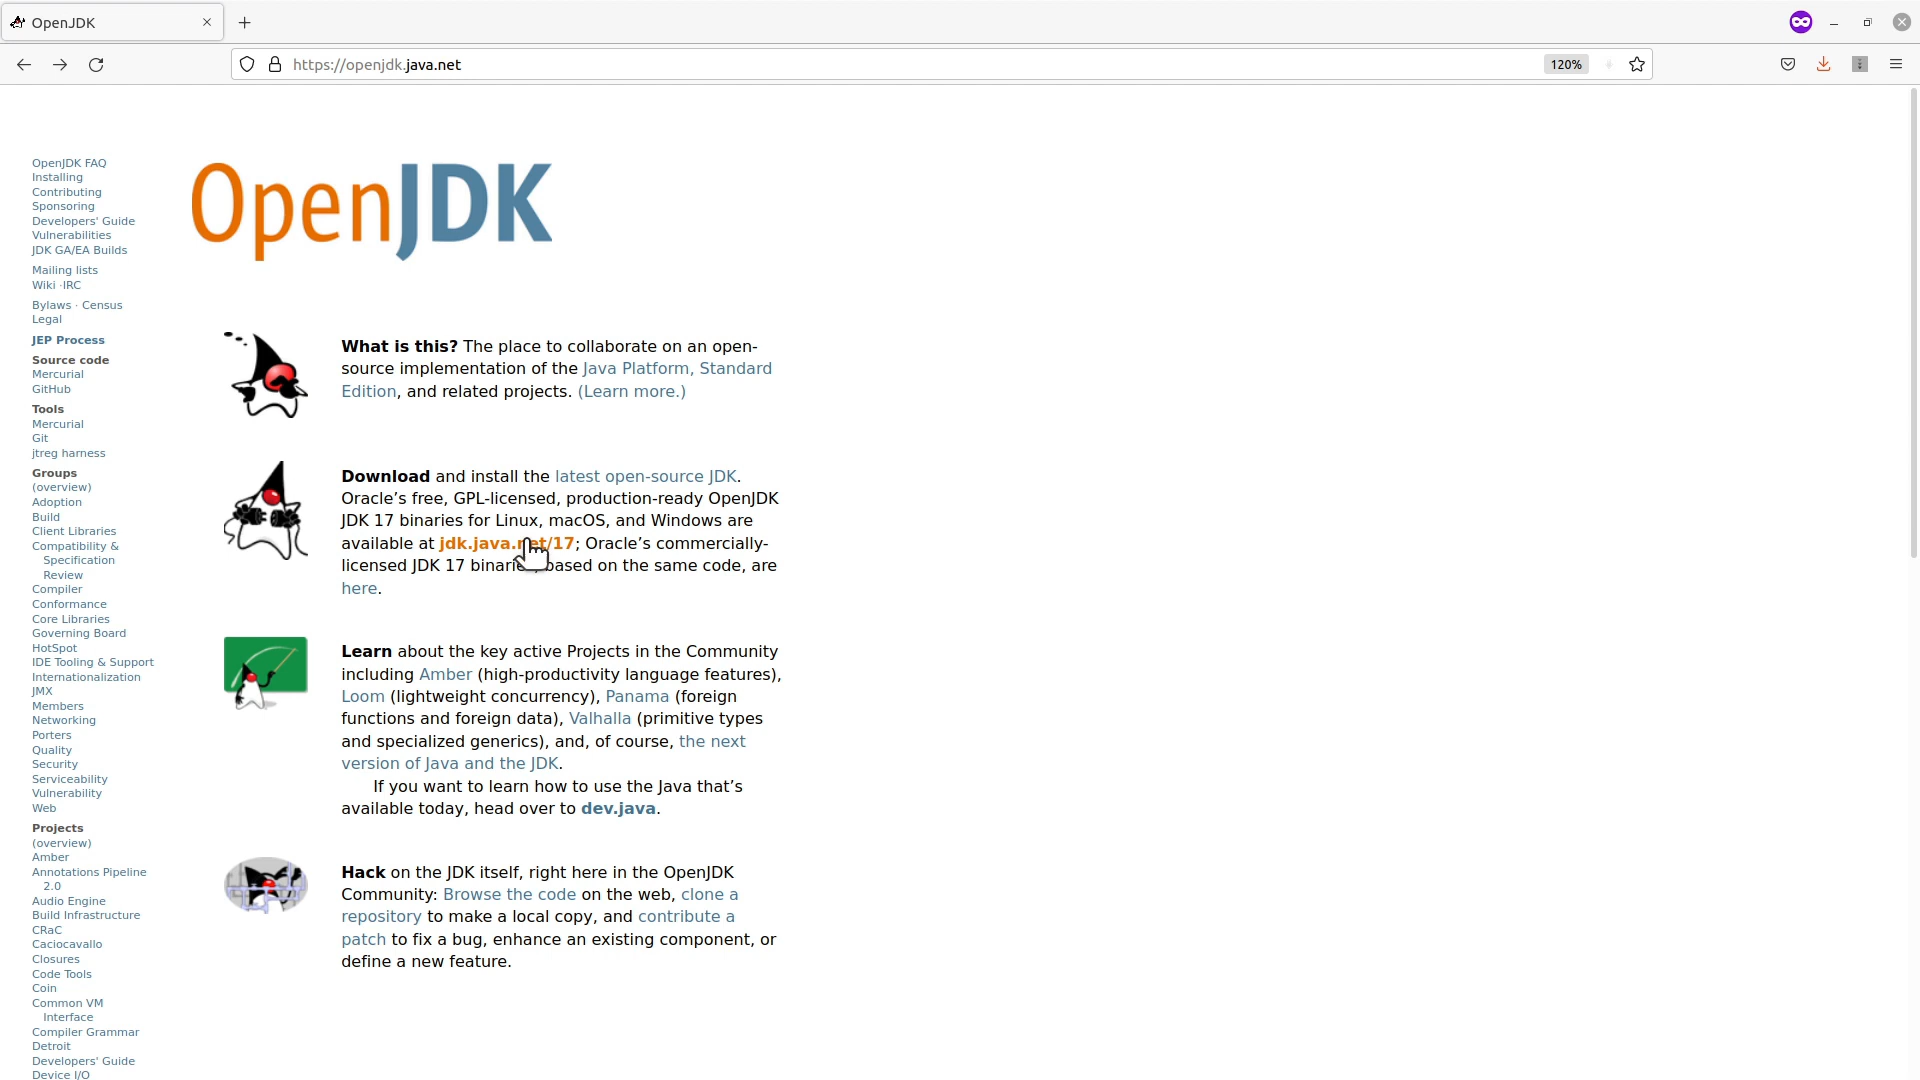 OpenJDK
https://openjdk.java.net
120%
OpenJDK FAQ
Installing
Contributing
Sponsoring
Developers' Guide
Vulnerabilities
JDK GA/EA Builds
Mailing lists
Wiki ·IRC
Bylaws · Census
Legal
JEP Process
Source code
Mercurial
GitHub
Tools
Mercurial
Git
jtreg harness
Groups
(overview)
Adoption
Build
Client Libraries
Compatibility &
Specification
Review
Compiler
Conformance
Core Libraries
Governing Board
HotSpot
IDE Tooling & Support
Internationalization
JMX
Members
Networking
Porters
Quality
Security
Serviceability
Vulnerability
Web
Projects
(overview)
Amber
Annotations Pipeline
2.0
Audio Engine
Build Infrastructure
CRaC
Caciocavallo
Closures
Code Tools
Coin
Common VM
Interface
Compiler Grammar
Detroit
Developers' Guide
Device I/O
OpenJDK
What is this? The place to collaborate on an open-
source implementation of the Java Platform, Standard
Edition, and related projects. (Learn more.)
Download and install the latest open-source JDK.
Oracle’s free, GPL-licensed, production-ready OpenJDK
JDK 17 binaries for Linux, macOS, and Windows are
available at jdk.java.net/17; Oracle’s commercially-
licensed JDK 17 binaries, based on the same code, are
here.
Learn about the key active Projects in the Community
including Amber (high-productivity language features),
Loom (lightweight concurrency), Panama (foreign
functions and foreign data), Valhalla (primitive types
and specialized generics), and, of course, the next
version of Java and the JDK.
If you want to learn how to use the Java that’s
available today, head over to dev.java.
Hack on the JDK itself, right here in the OpenJDK
Community: Browse the code on the web, clone a
repository to make a local copy, and contribute a
patch to fix a bug, enhance an existing component, or
define a new feature.